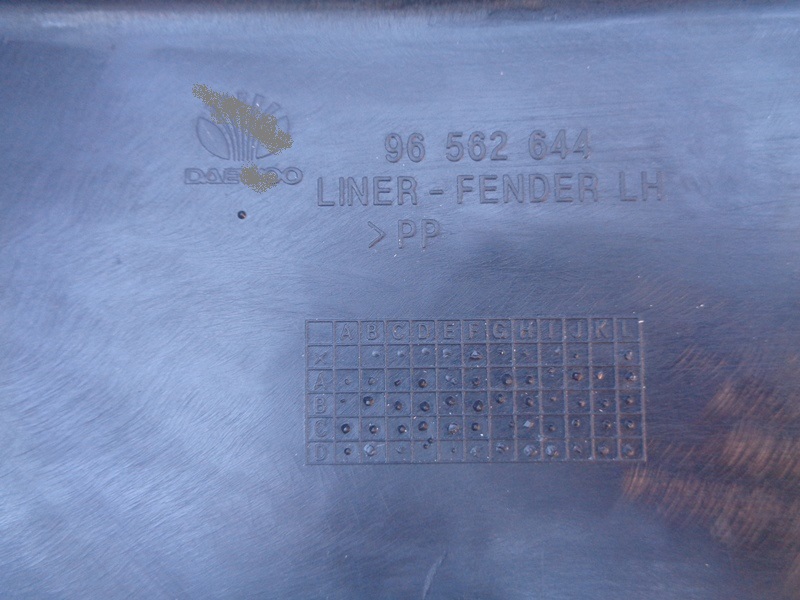 96 562 644
DAEWOO
LINER - FENDER LH
>PP
A B C D E F G H I J K L
X
A
B
C
D